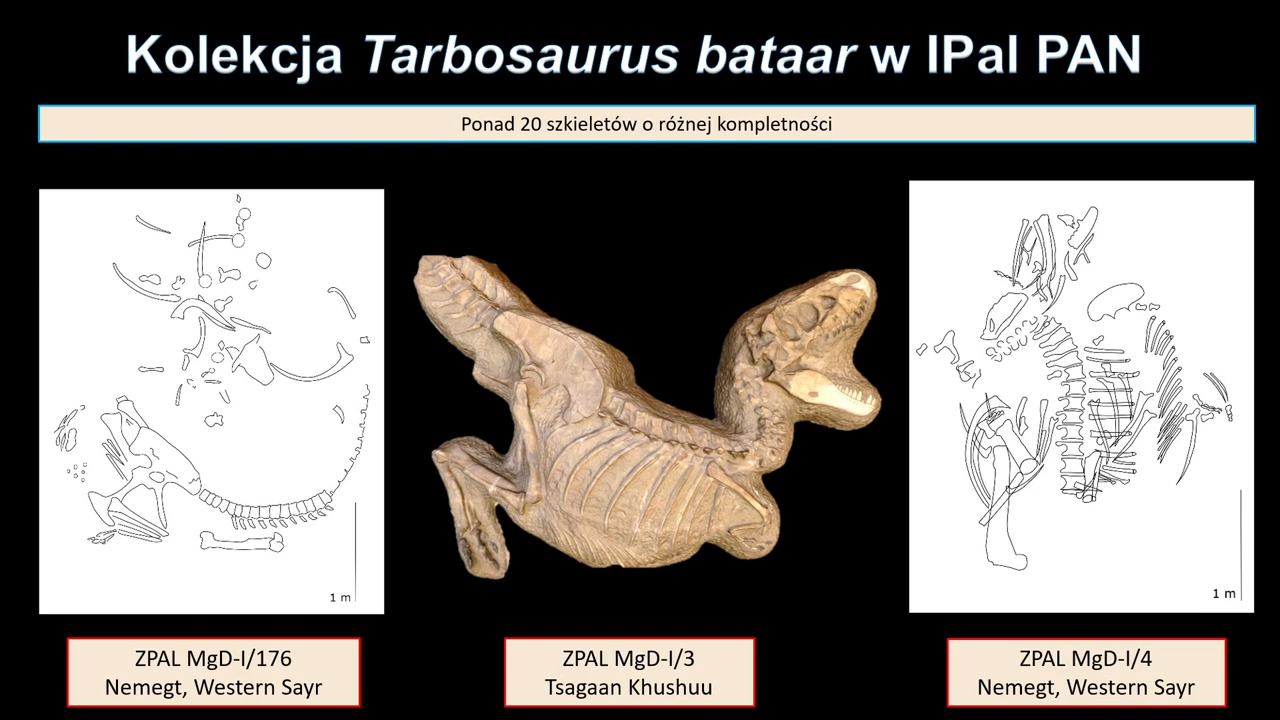 Kolekcja Tarbosaurus bataar w IPal PAN
Ponad 20 szkieletów o różnej kompletności
1 m
1 m
ZPAL MgD-I/176
Nemegt, Western Sayr
ZPAL MgD-I/3
Tsagaan Khushuu
ZPAL MgD-I/4
Nemegt, Western Sayr